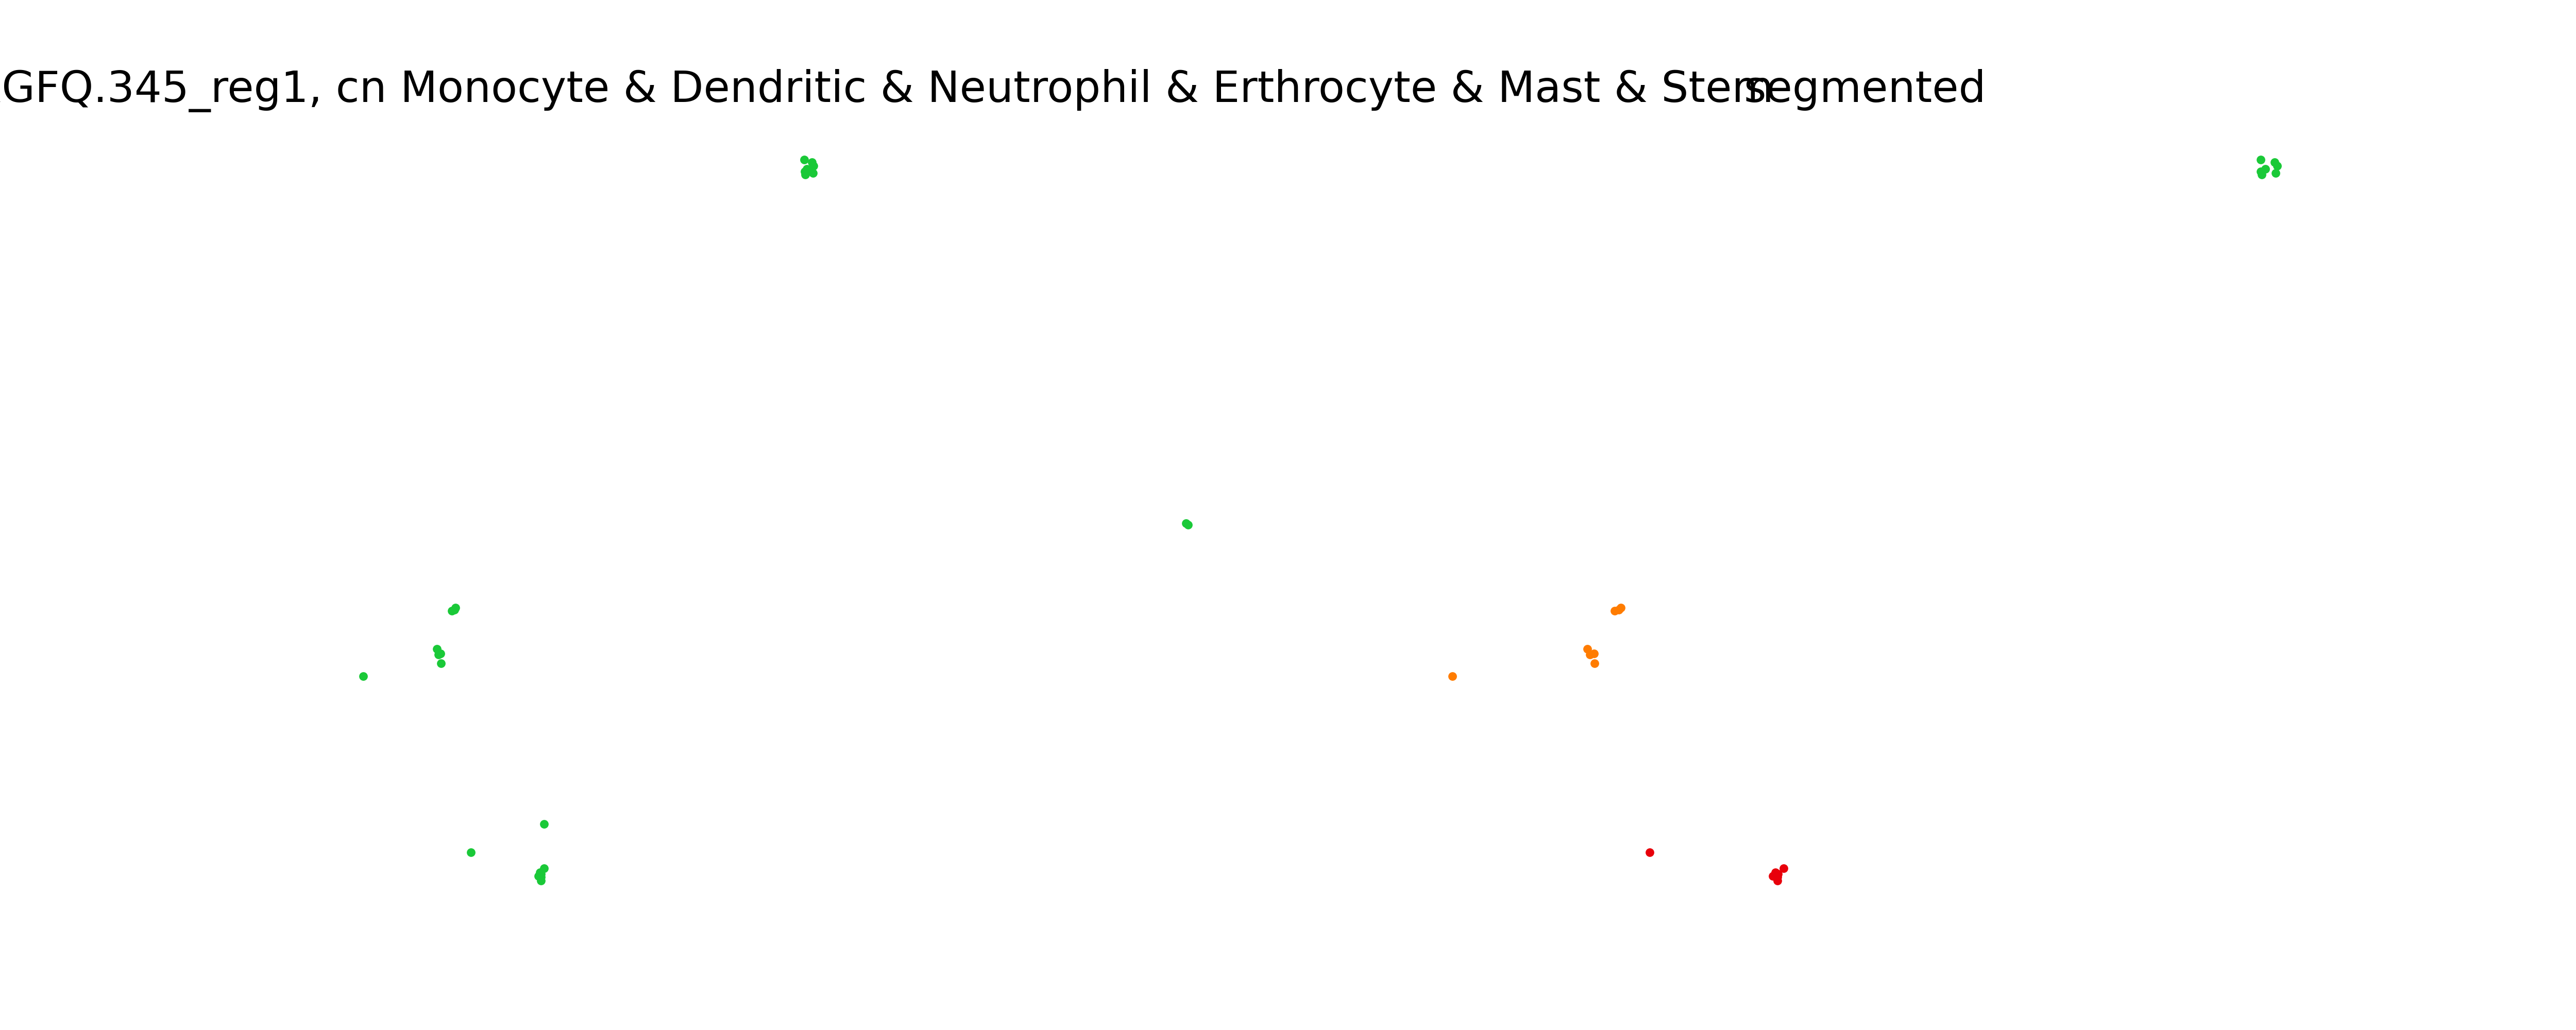 GFQ.345_reg1, cn Monocyte & Dendritic & Neutrophil & Erthrocyte & Mast & Stem
segmented